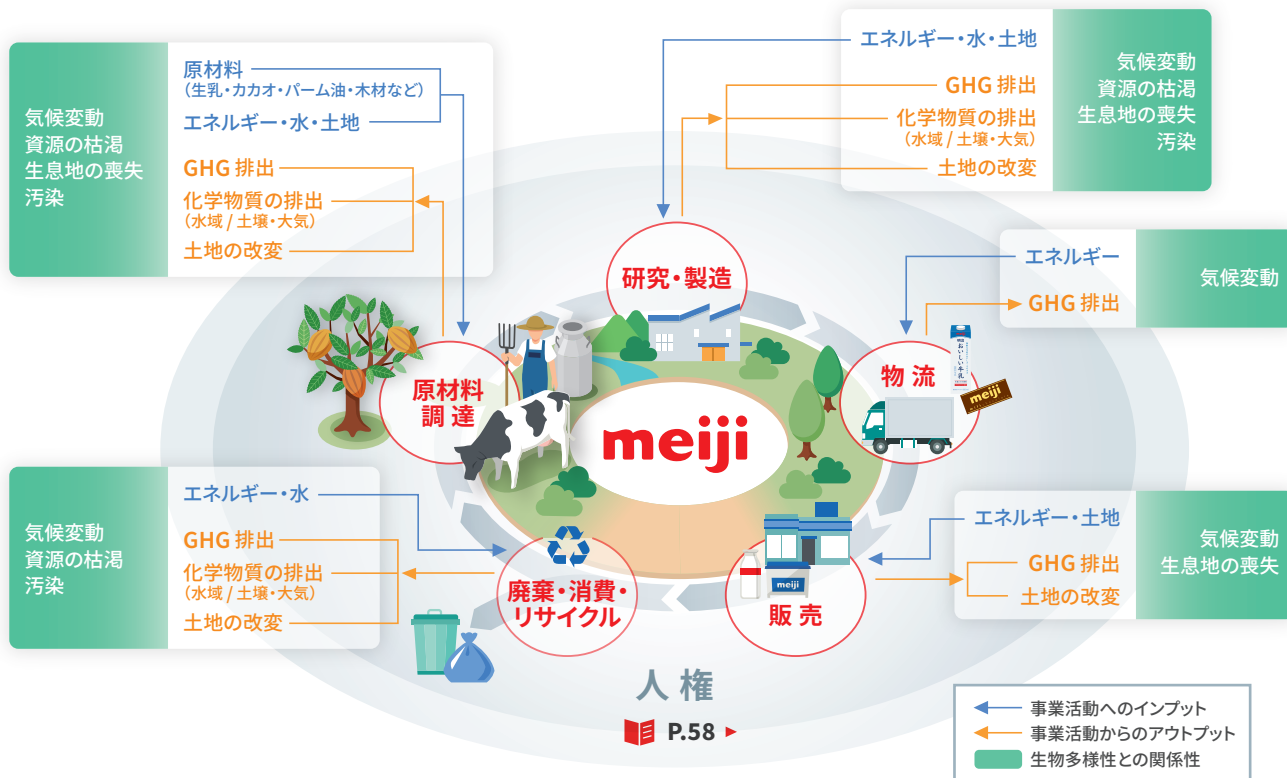 気候変動
資源の枯渇
生息地の喪失
汚染
原材料
(生乳・カカオ・パーム油・木材など)
エネルギー・水・土地
GHG 排出
化学物質の排出
(水域 / 土壌・大気)
土地の改変
エネルギー・水・土地
GHG 排出
化学物質の排出
(水域 / 土壌・大気)
土地の改変
気候変動
資源の枯渇
生息地の喪失
汚染
研究・製造
エネルギー
GHG 排出
気候変動
物流
おいしい牛乳
meiji
原材料
調達
meiji
気候変動
資源の枯渇
汚染
エネルギー・水
GHG 排出
化学物質の排出
(水域 / 土壌・大気)
土地の改変
廃棄・消費・
リサイクル
meiji
販売
エネルギー・土地
GHG 排出
土地の改変
気候変動
生息地の喪失
人権
P.58
事業活動へのインプット
事業活動からのアウトプット
生物多様性との関係性